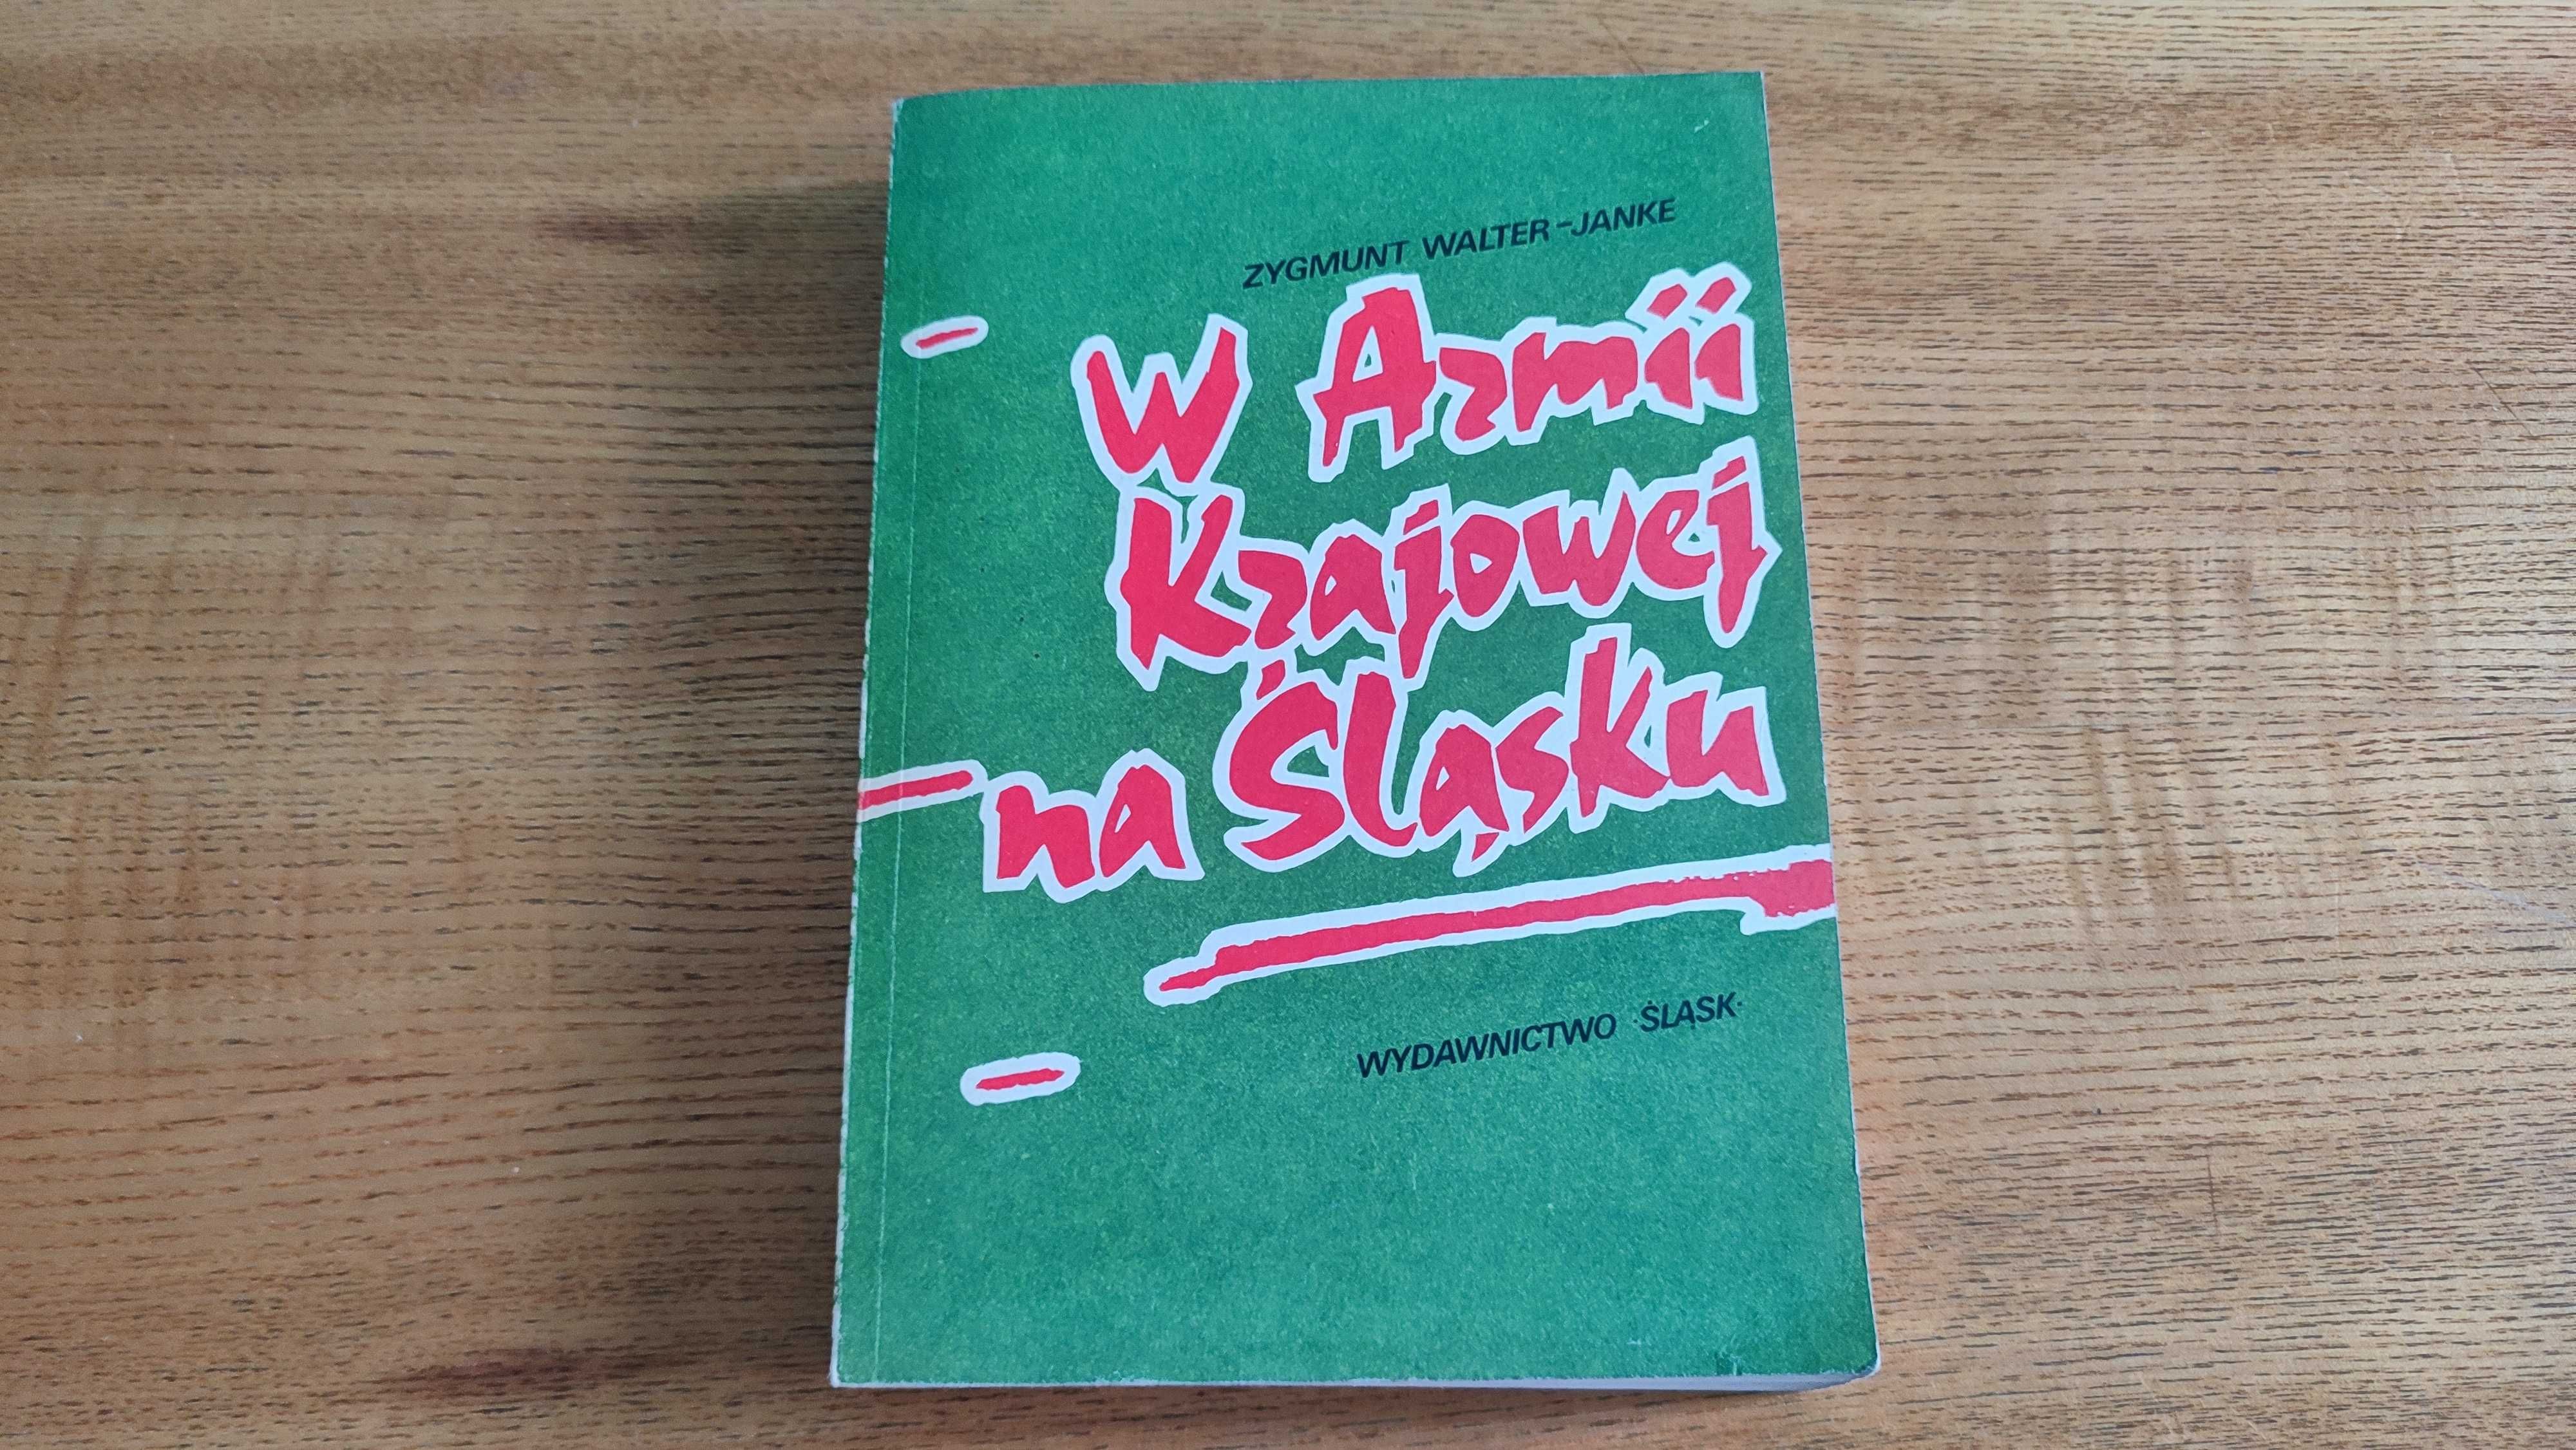 ZYGMUNT WALTER-JANKE
W Armii
Krajowej
na Śląsku
WYDAWNICTWO „ŚLĄSK”